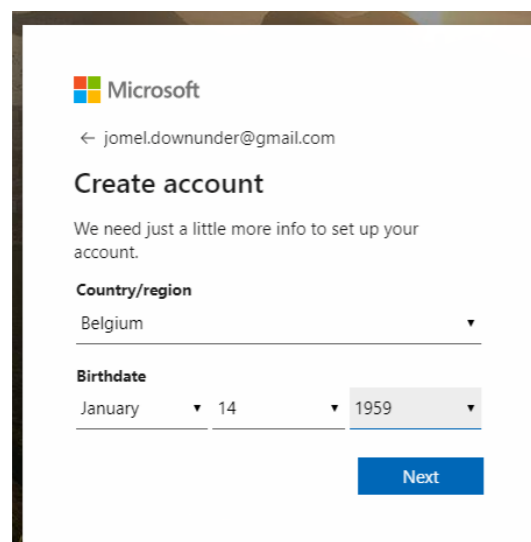 Microsoft
← jomel.downunder@gmail.com
Create account
We need just a little more info to set up your
account.
Country/region
Belgium
Birthdate
January 14 1959
Next